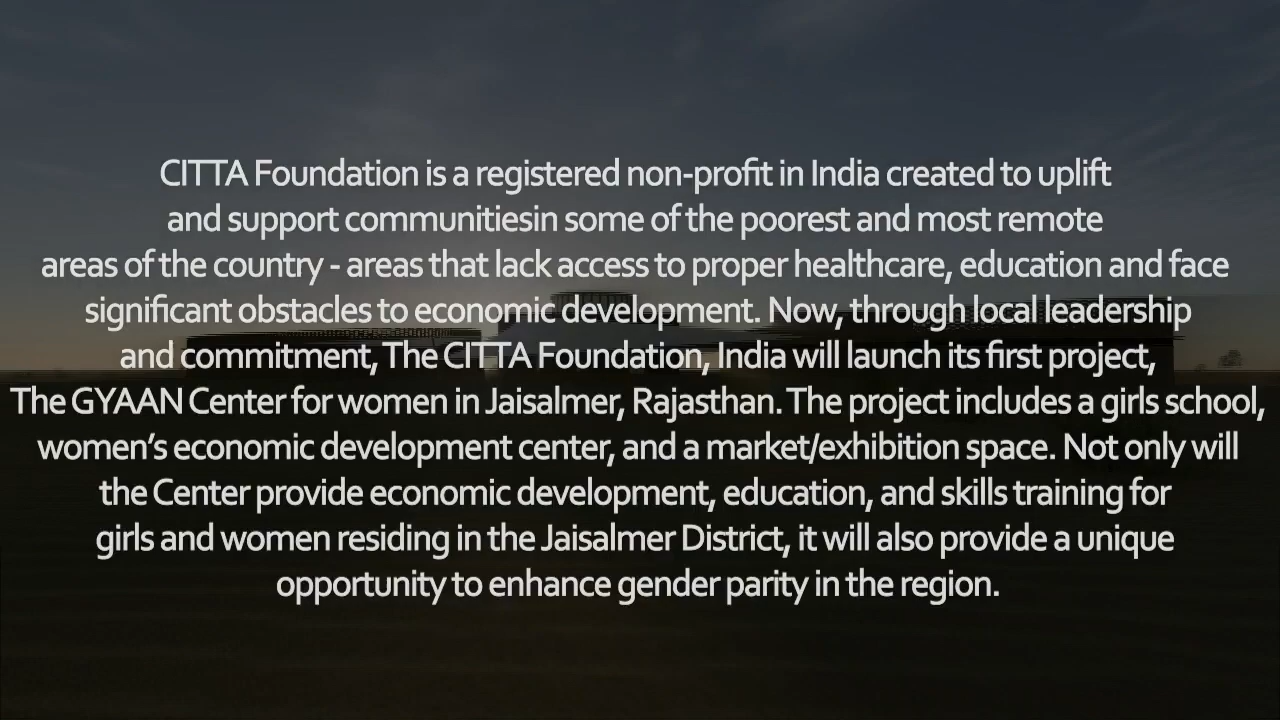 CITTA Foundation is a registered non-profit in India created to uplift
and support communitiesin some of the poorest and most remote
areas of the country - areas that lack access to proper healthcare, education and face
significant obstacles to economic development. Now, through local leadership
and commitment, The CITTA Foundation, India will launch its first project,
The GYAAN Center for women in Jaisalmer, Rajasthan. The project includes a girls school,
women's economic development center, and a market/exhibition space. Not only will
the Center provide economic development, education, and skills training for
girls and women residing in the Jaisalmer District, it will also provide a unique
opportunity to enhance gender parity in the region.